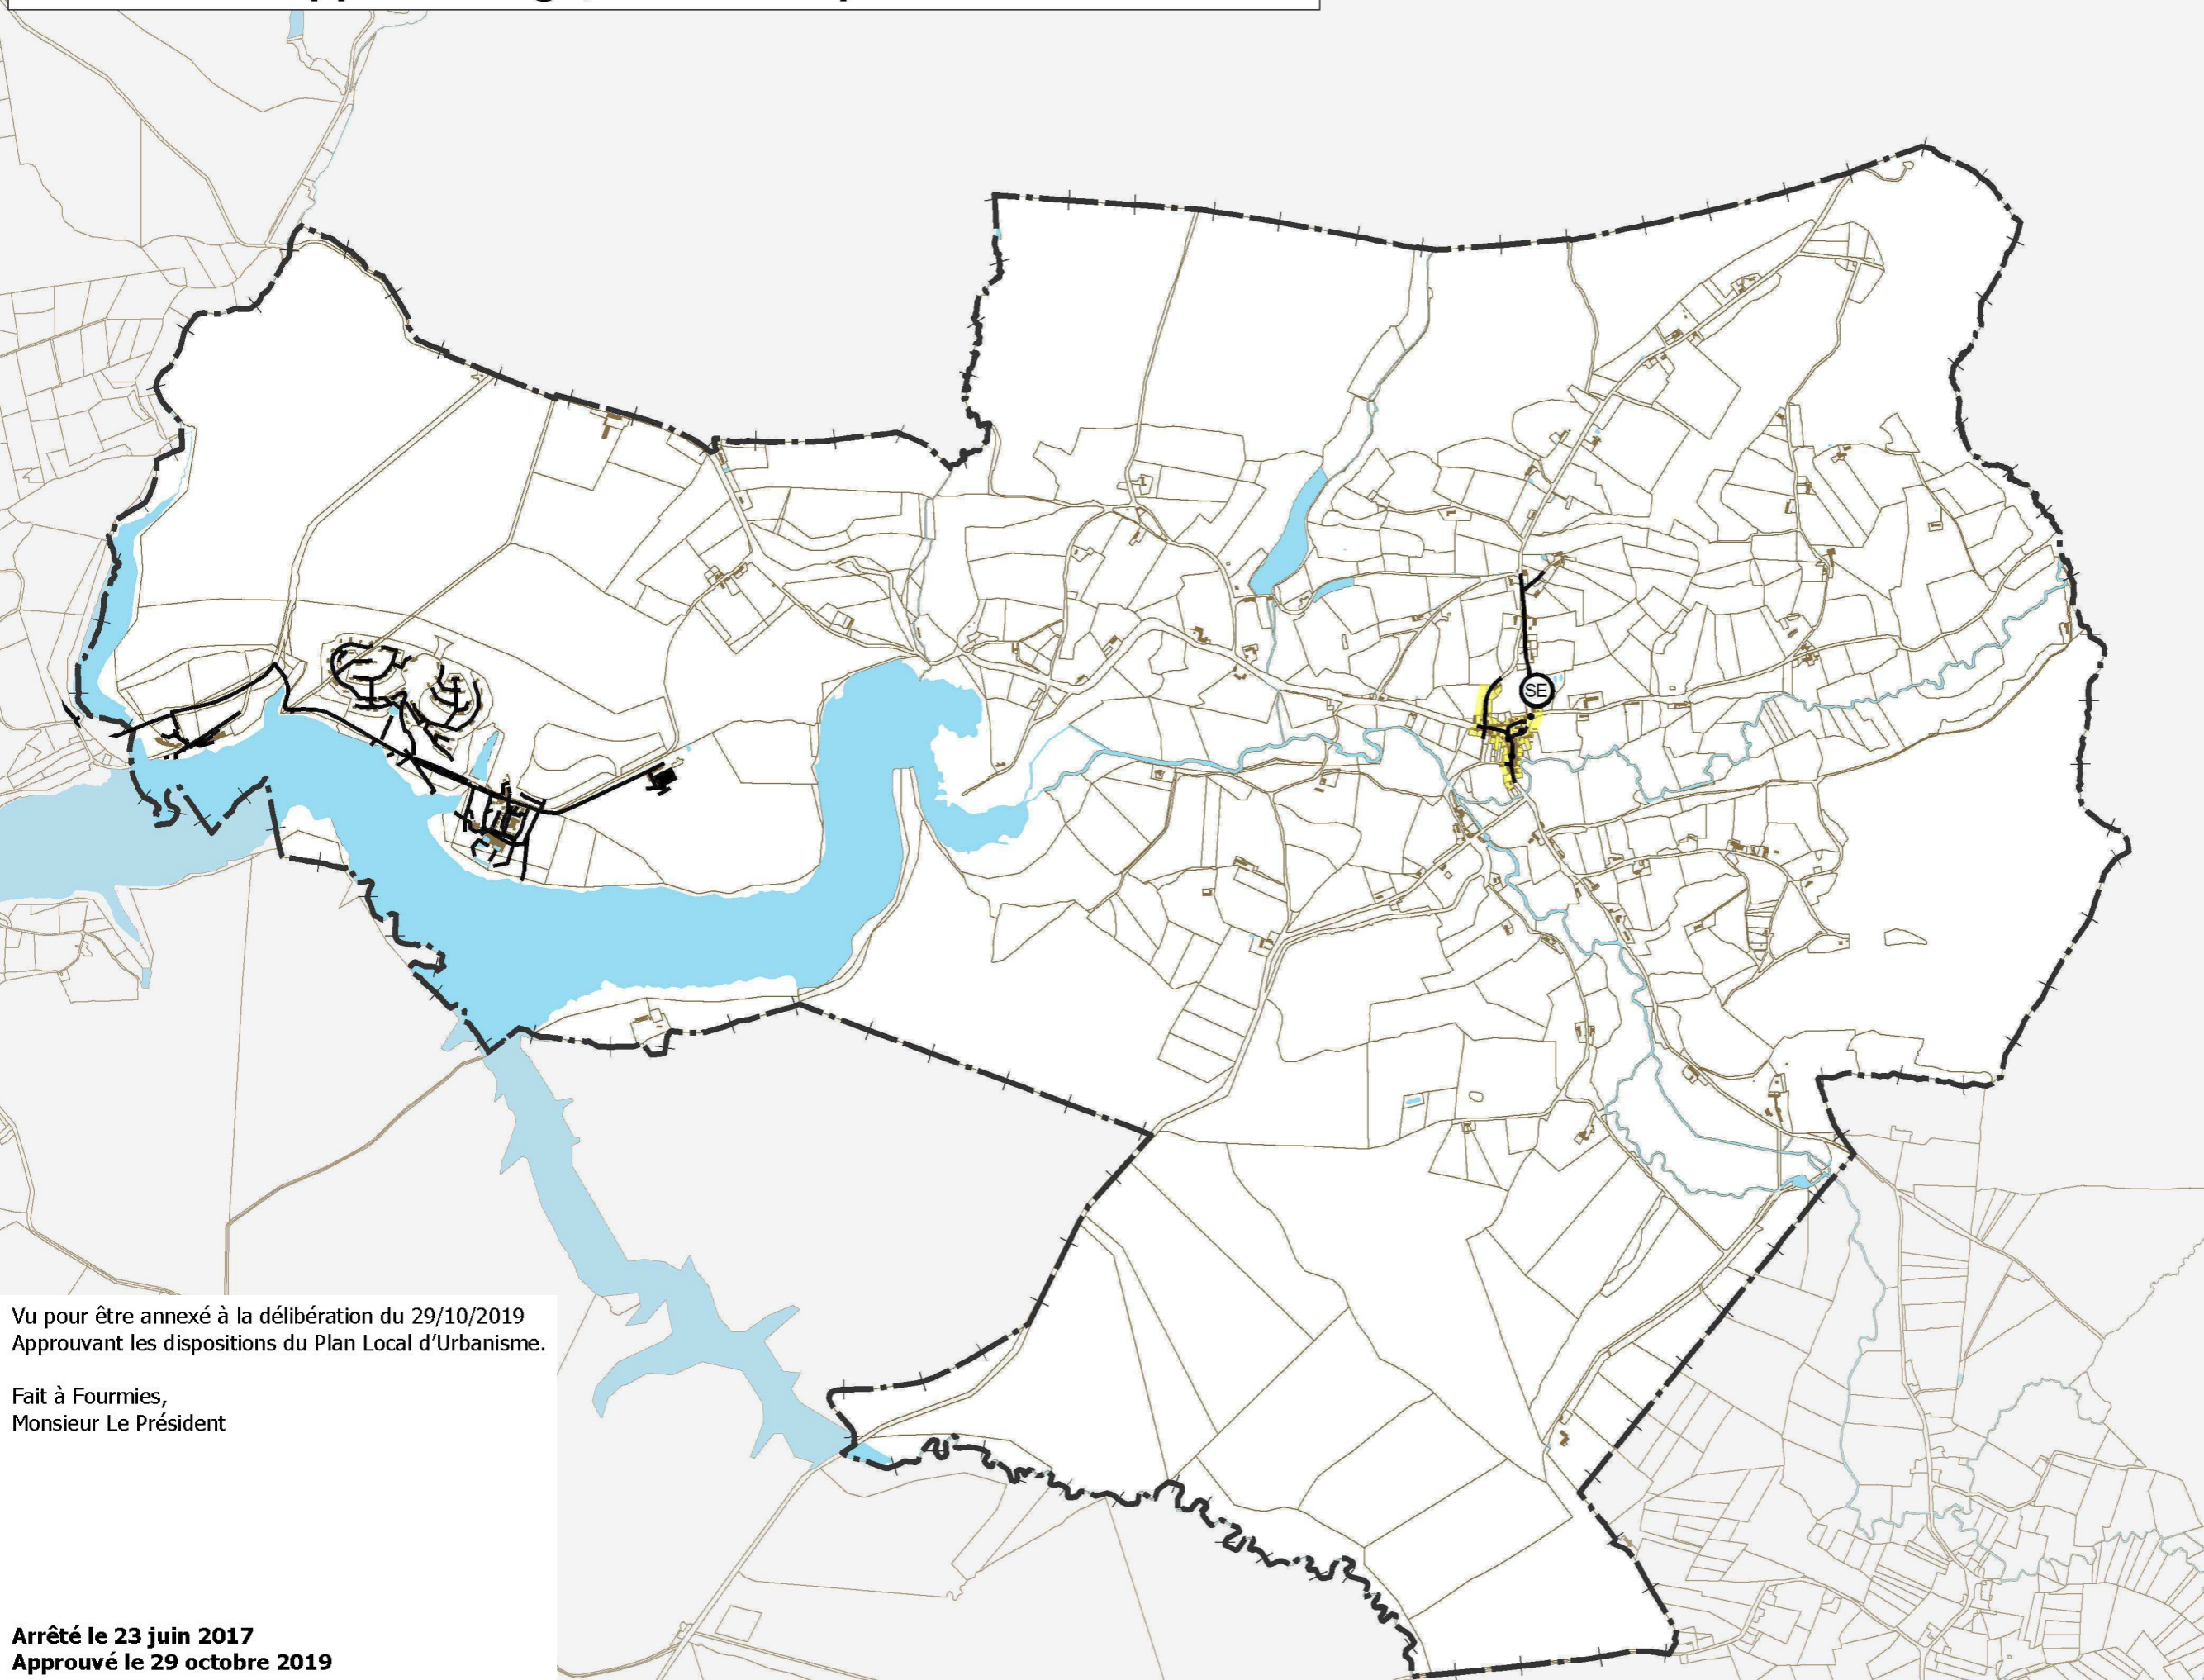 SE
Vu pour être annexé à la délibération du 29/10/2019
Approuvant les dispositions du Plan Local d'Urbanisme.
Fait à Fourmies,
Monsieur Le Président
Arrêté le 23 juin 2017
Approuvé le 29 octobre 2019